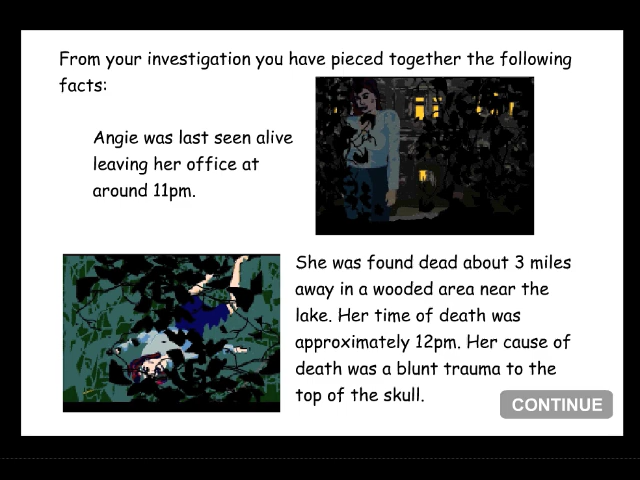 From your investigation you have pieced together the following
facts:
Angie was last seen alive
leaving her office at
around 11pm.
She was found dead about 3 miles
away in a wooded area near the
lake. Her time of death was
approximately 12pm. Her cause of
death was a blunt trauma to the
top of the skull.
CONTINUE